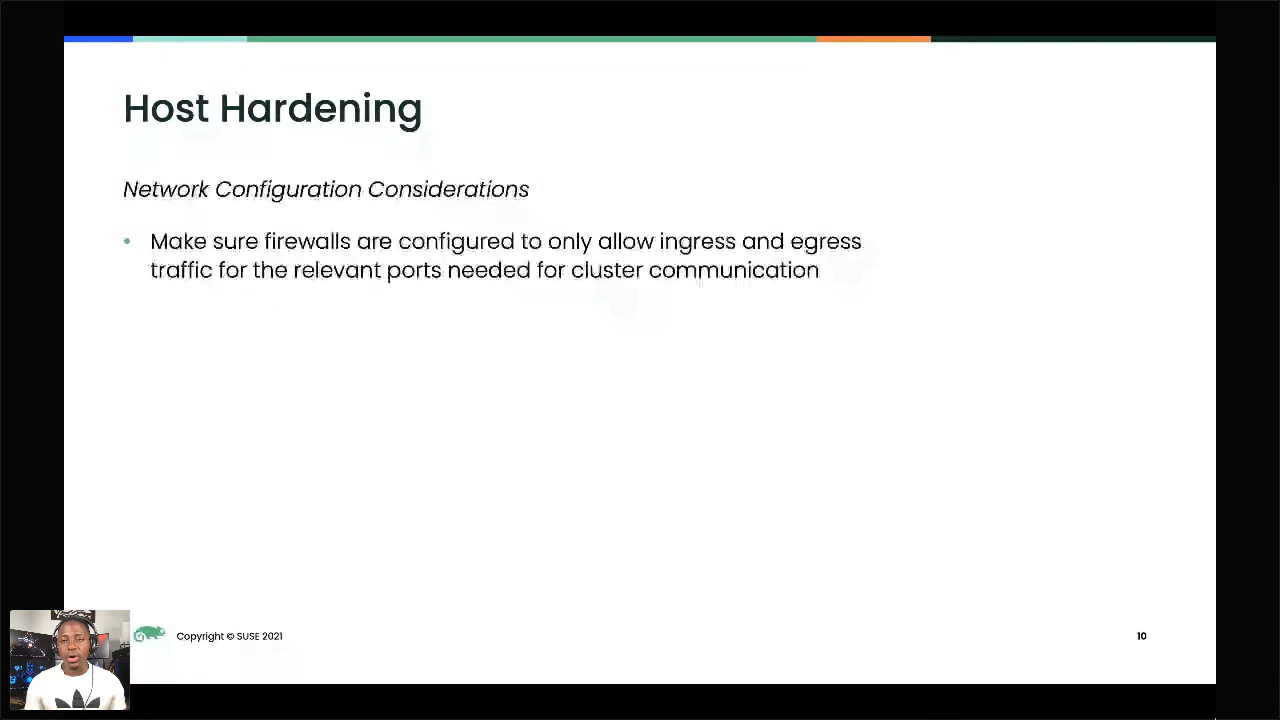 Host Hardening
Network Configuration Considerations
• Make sure firewalls are configured to only allow ingress and egress
traffic for the relevant ports needed for cluster communication
Copyright © SUSE 2021
10